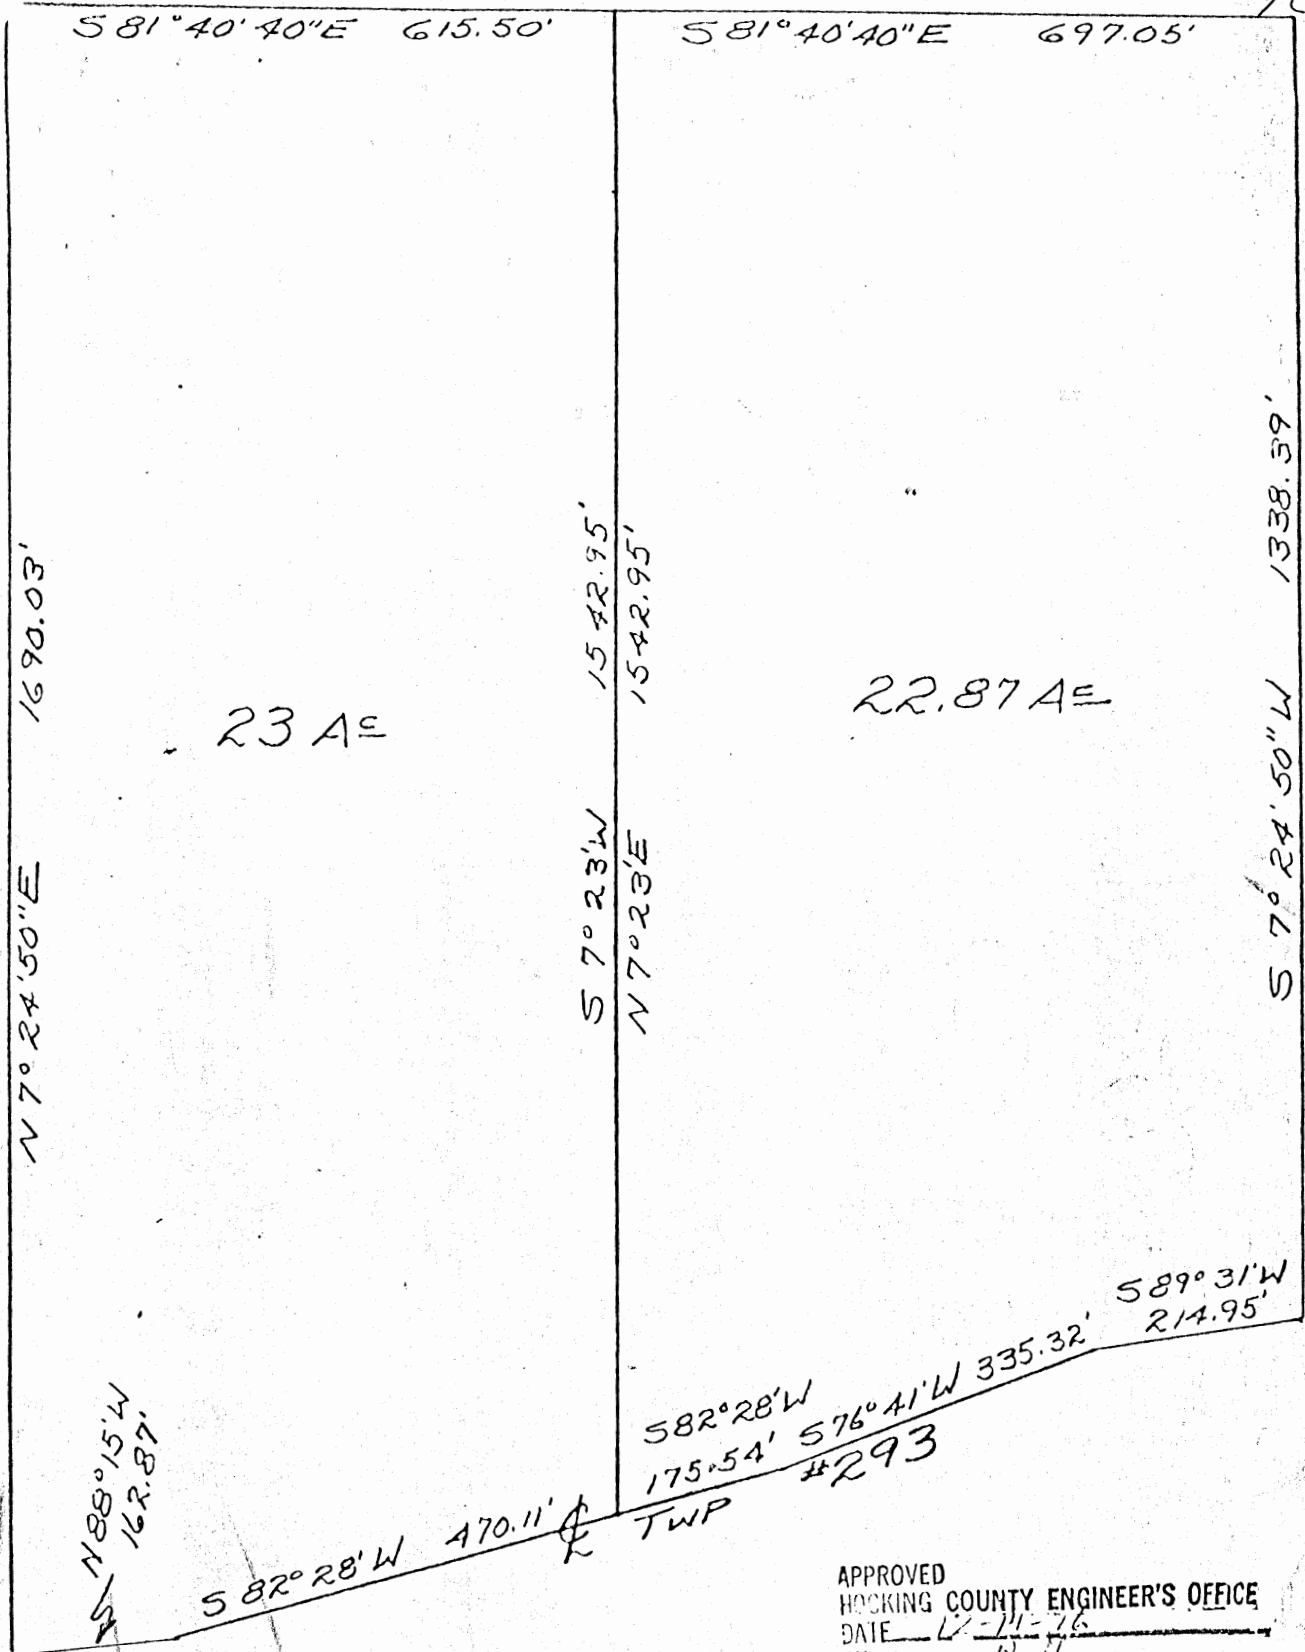 S 81° 40' 40"E 615.50'
S 81° 40' 40"E 697.05'
N 7° 24' 50"E 1690.03'
23 Ac
S 7° 23' W 1542.95'
N 7° 23' E 1542.95'
22.87 Ac
S 7° 24' 50" W 1338.39'
S 89° 31' W
214.95'
S 82° 28' W
175.54'
S 76° 41' W 335.32'
#293
N 88° 15' W
162.87'
S 82° 28' W 470.11'
℄ TWP
APPROVED
HOCKING COUNTY ENGINEER'S OFFICE
DATE